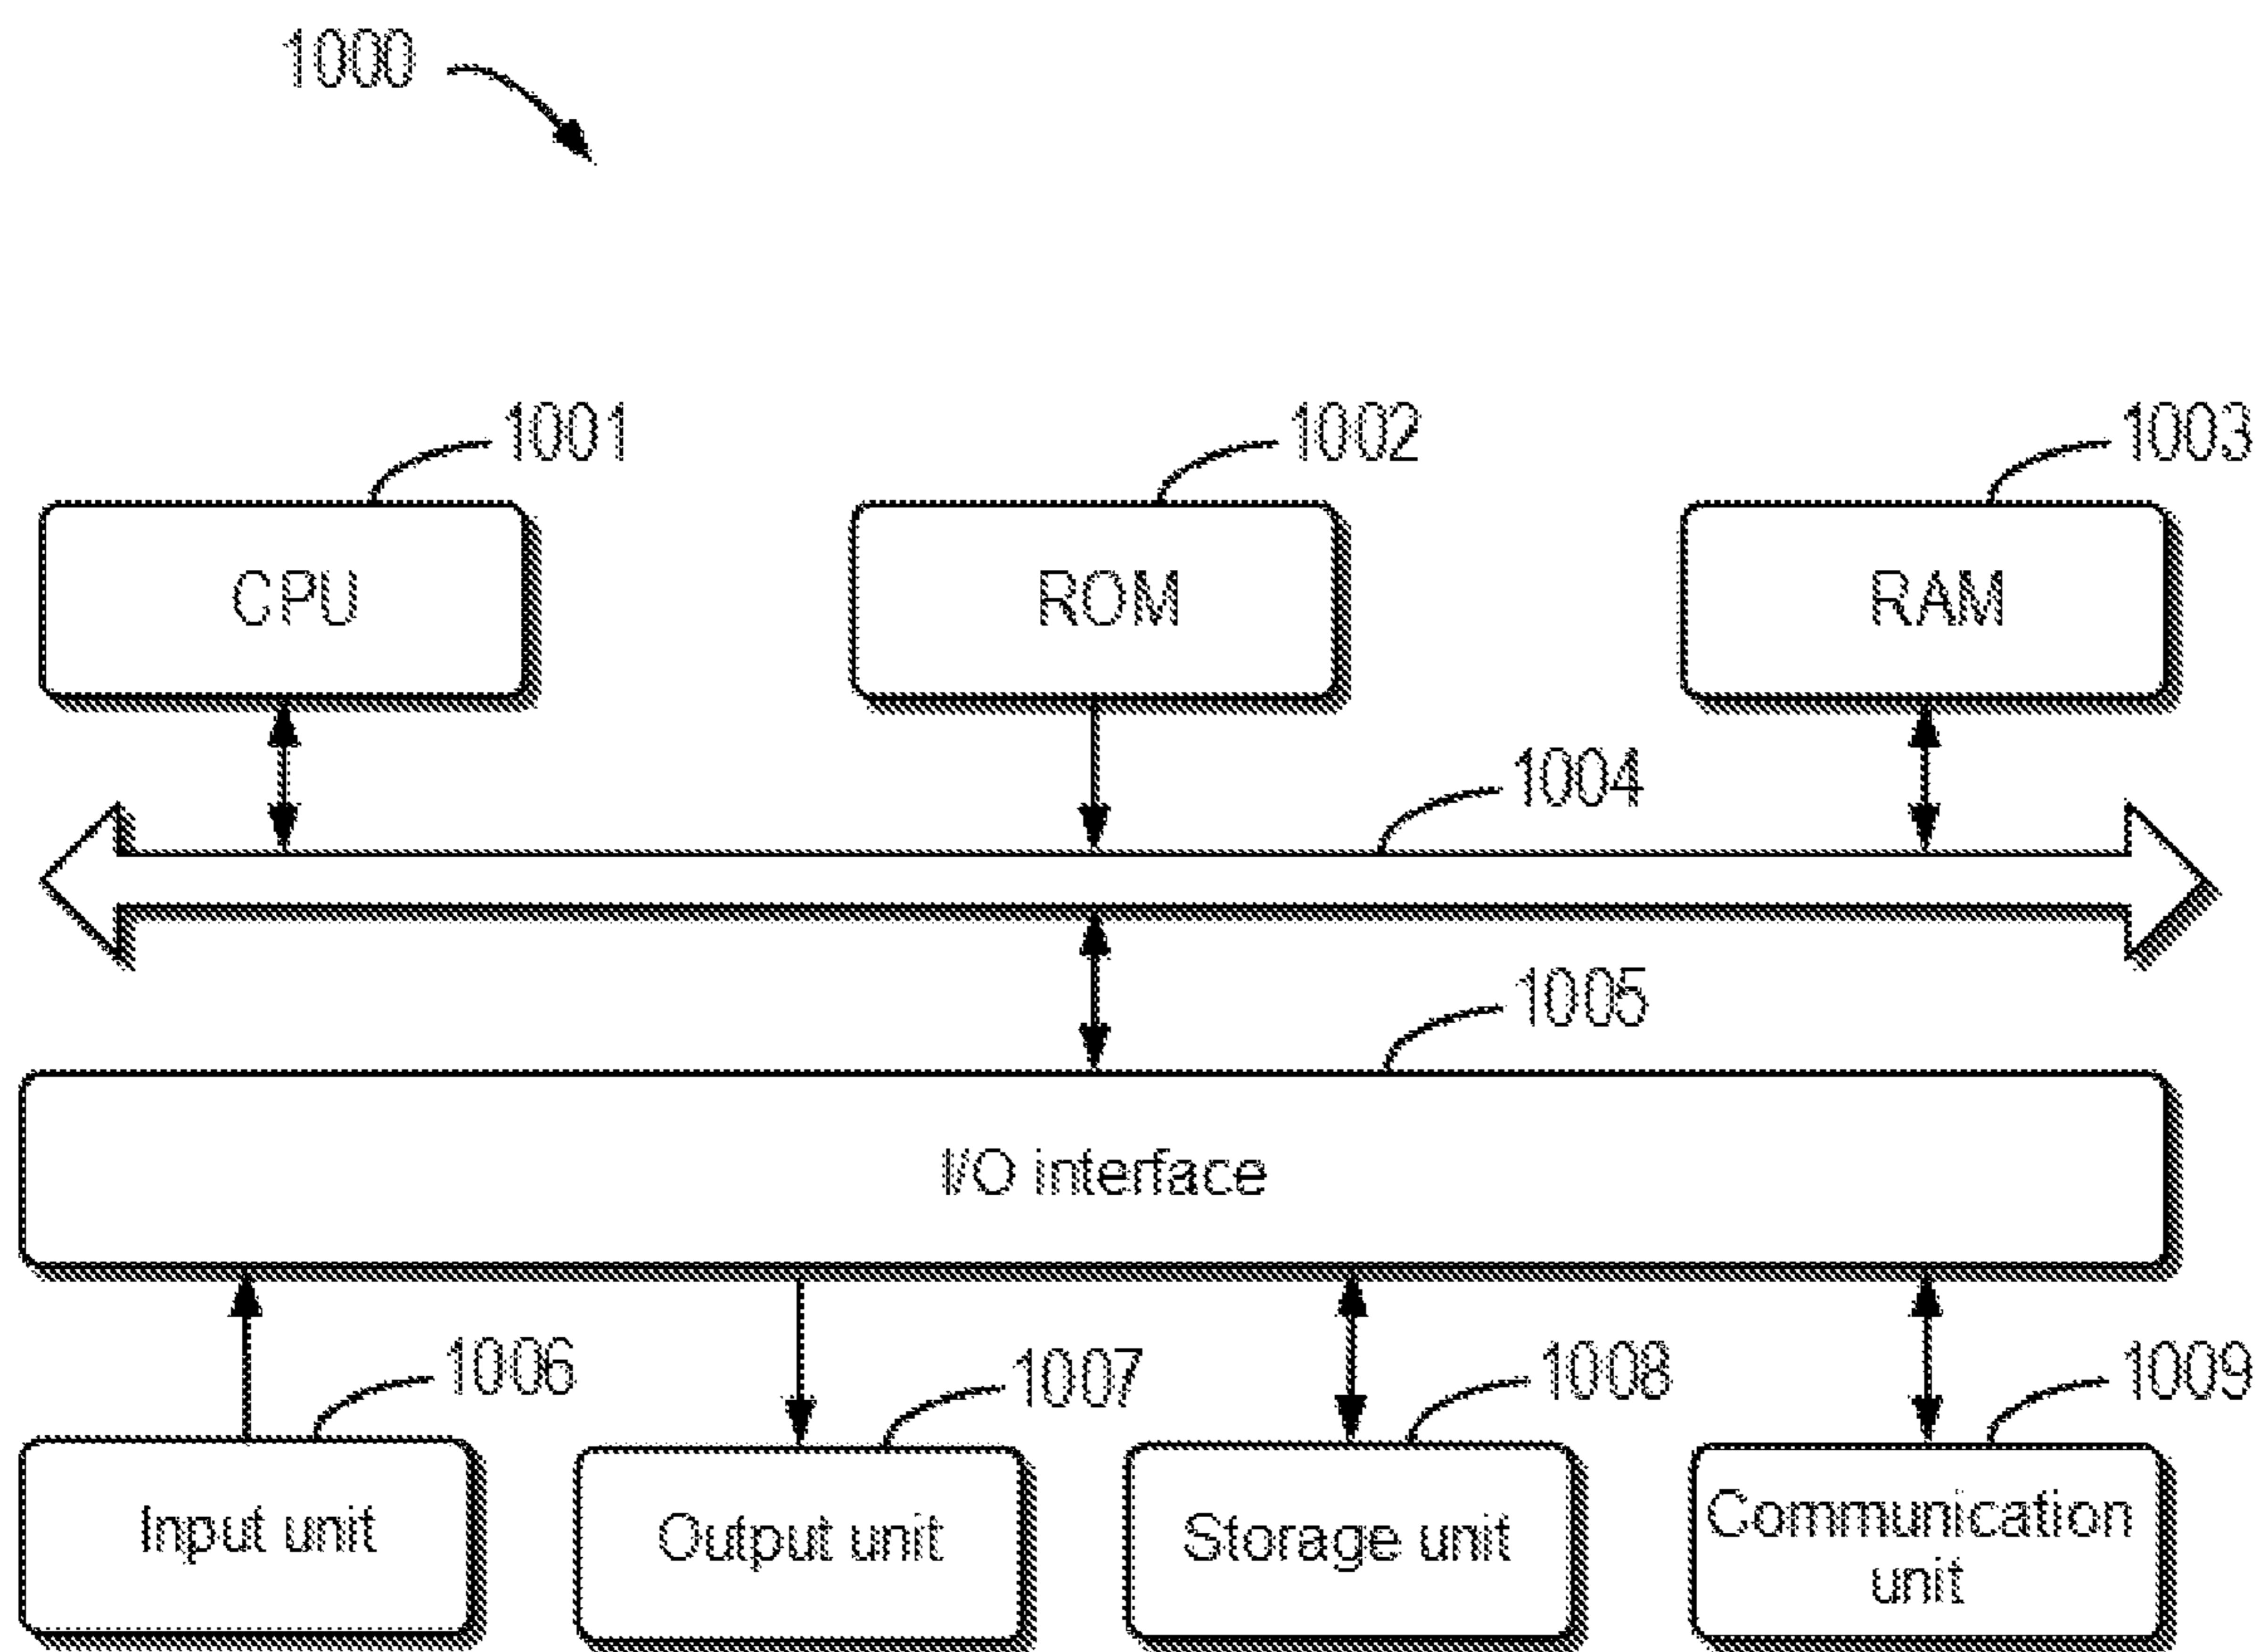 1000
1001
1002
1003
CPU
ROM
RAM
1004
1005
I/O interface
1006
1007
1008
1009
Input unit
Output unit
Storage unit
Communication
unit